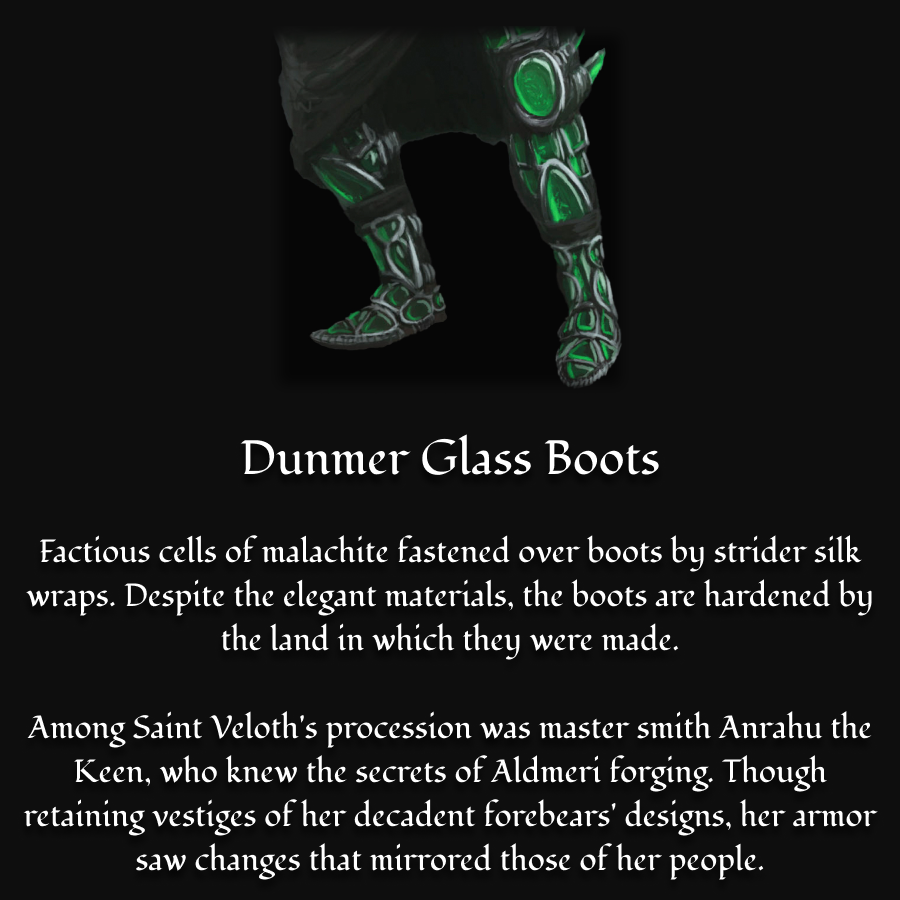 Dunmer Glass Boots
Factious cells of malachite fastened over boots by strider silk
wraps. Despite the elegant materials, the boots are hardened by
the land in which they were made.
Among Saint Veloth's procession was master smith Anrahu the
Keen, who knew the secrets of Aldmeri forging. Though
retaining vestiges of her decadent forebears' designs, her armor
saw changes that mirrored those of her people.